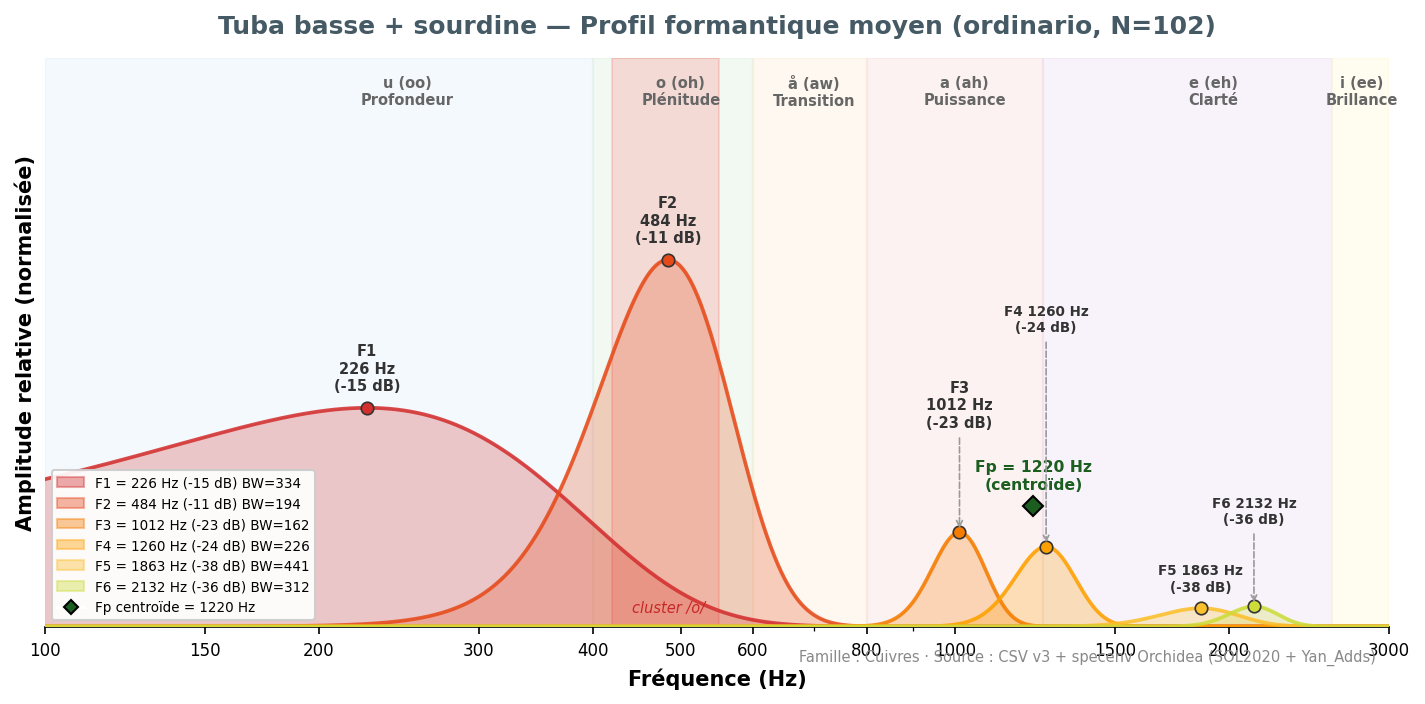 Tuba basse + sourdine — Profil formantique moyen (ordinario, N=102)
u (oo)
Profondeur
o (oh)
Plénitude
å (aw)
Transition
a (ah)
Puissance
e (eh)
Clarté
i (ee)
Brillance
Amplitude relative (normalisée)
F1
226 Hz
(-15 dB)
F2
484 Hz
(-11 dB)
F3
1012 Hz
(-23 dB)
F4 1260 Hz
(-24 dB)
Fp = 1220 Hz
(centroïde)
F5 1863 Hz
(-38 dB)
F6 2132 Hz
(-36 dB)
cluster /o/
F1 = 226 Hz (-15 dB) BW=334
F2 = 484 Hz (-11 dB) BW=194
F3 = 1012 Hz (-23 dB) BW=162
F4 = 1260 Hz (-24 dB) BW=226
F5 = 1863 Hz (-38 dB) BW=441
F6 = 2132 Hz (-36 dB) BW=312
Fp centroïde = 1220 Hz
100 150 200 300 400 500 600 800 1000 1500 2000 3000
Famille : Cuivres · Source : CSV v3 + specenv Orchidea (SOL2020 + Yan_Adds)
Fréquence (Hz)